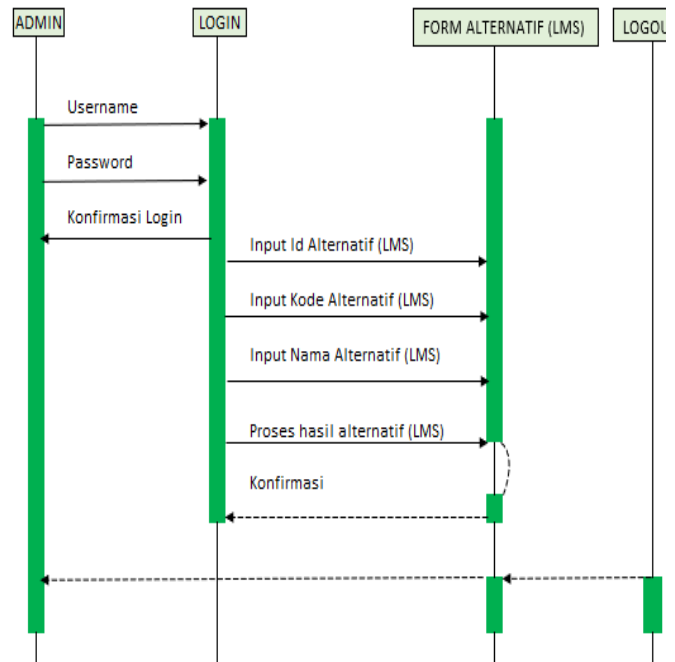 ADMIN
LOGIN
FORM ALTERNATIF (LMS)
LOGOU
Username
Password
Konfirmasi Login
Input Id Alternatif (LMS)
Input Kode Alternatif (LMS)
Input Nama Alternatif (LMS)
Proses hasil alternatif (LMS)
Konfirmasi